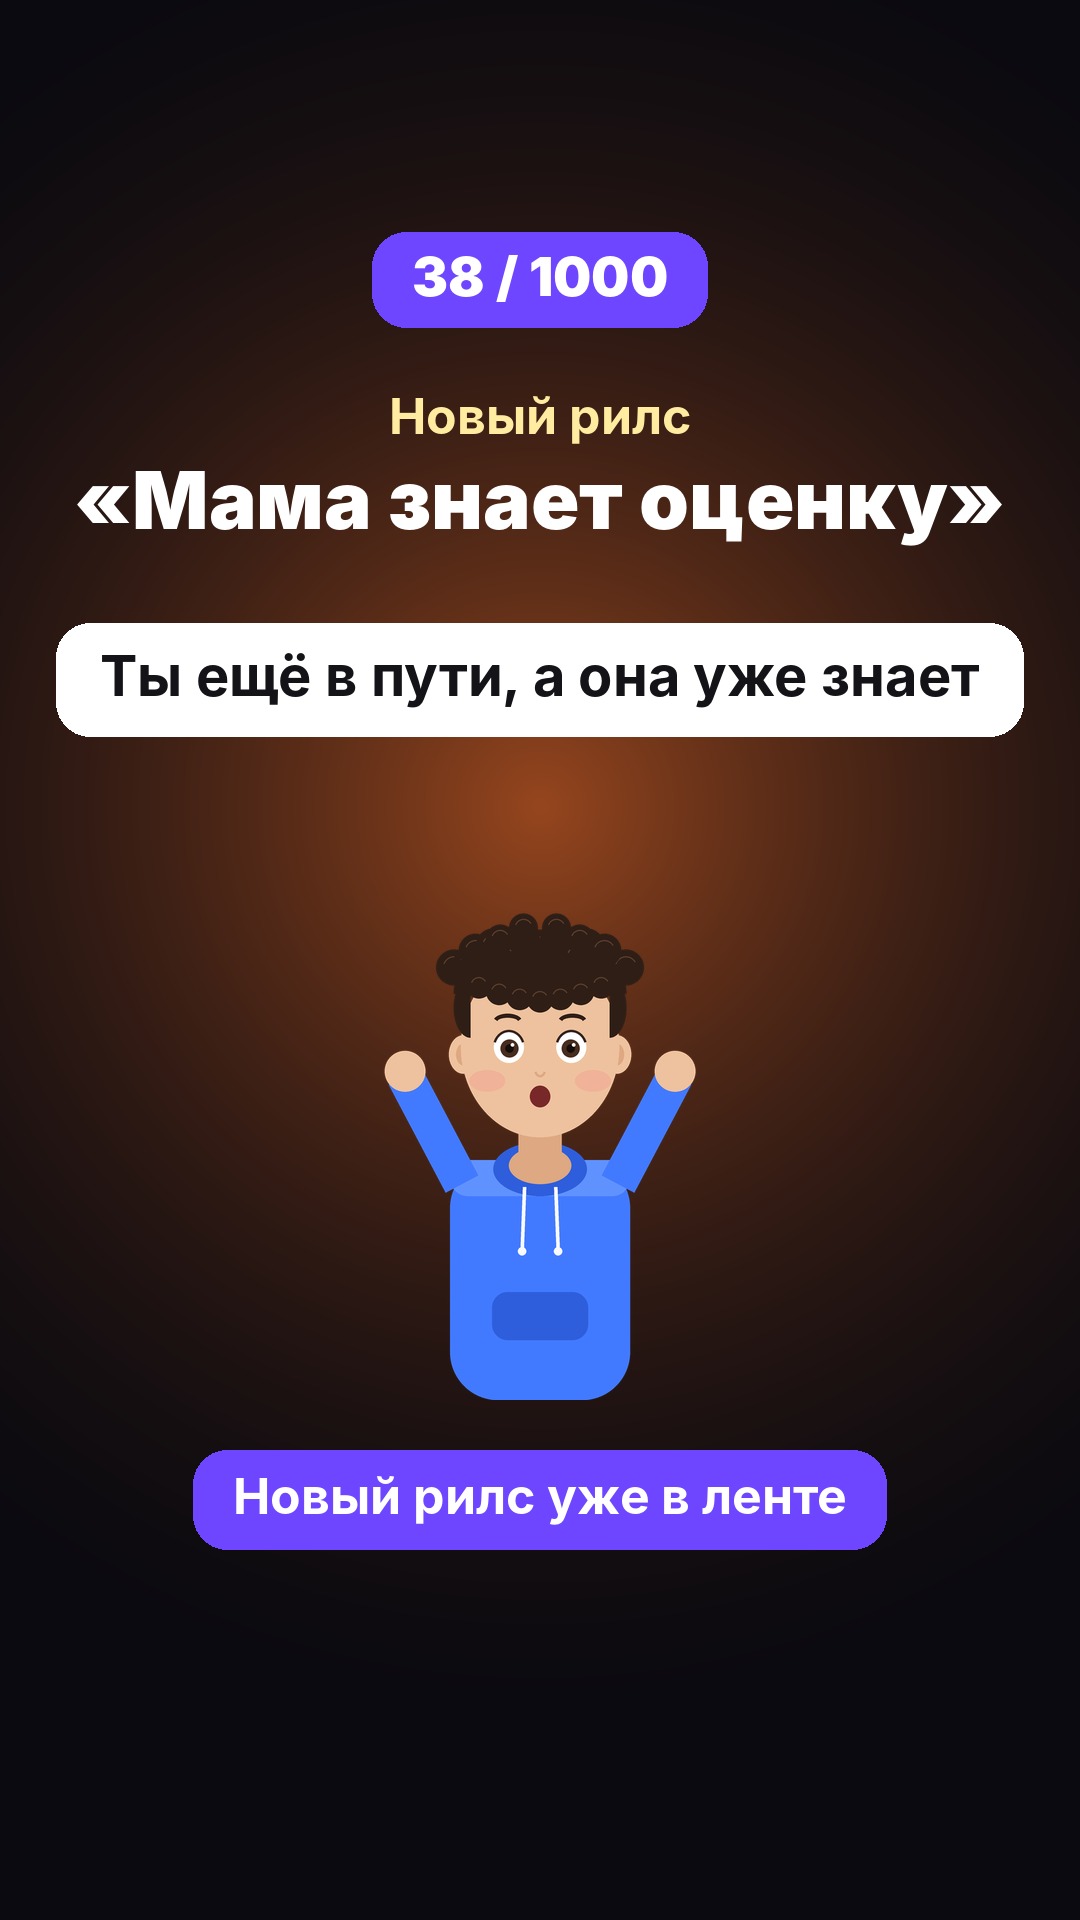 38 / 1000
Новый рилс
«Мама знает оценку»
Ты ещё в пути, а она уже знает
Новый рилс уже в ленте